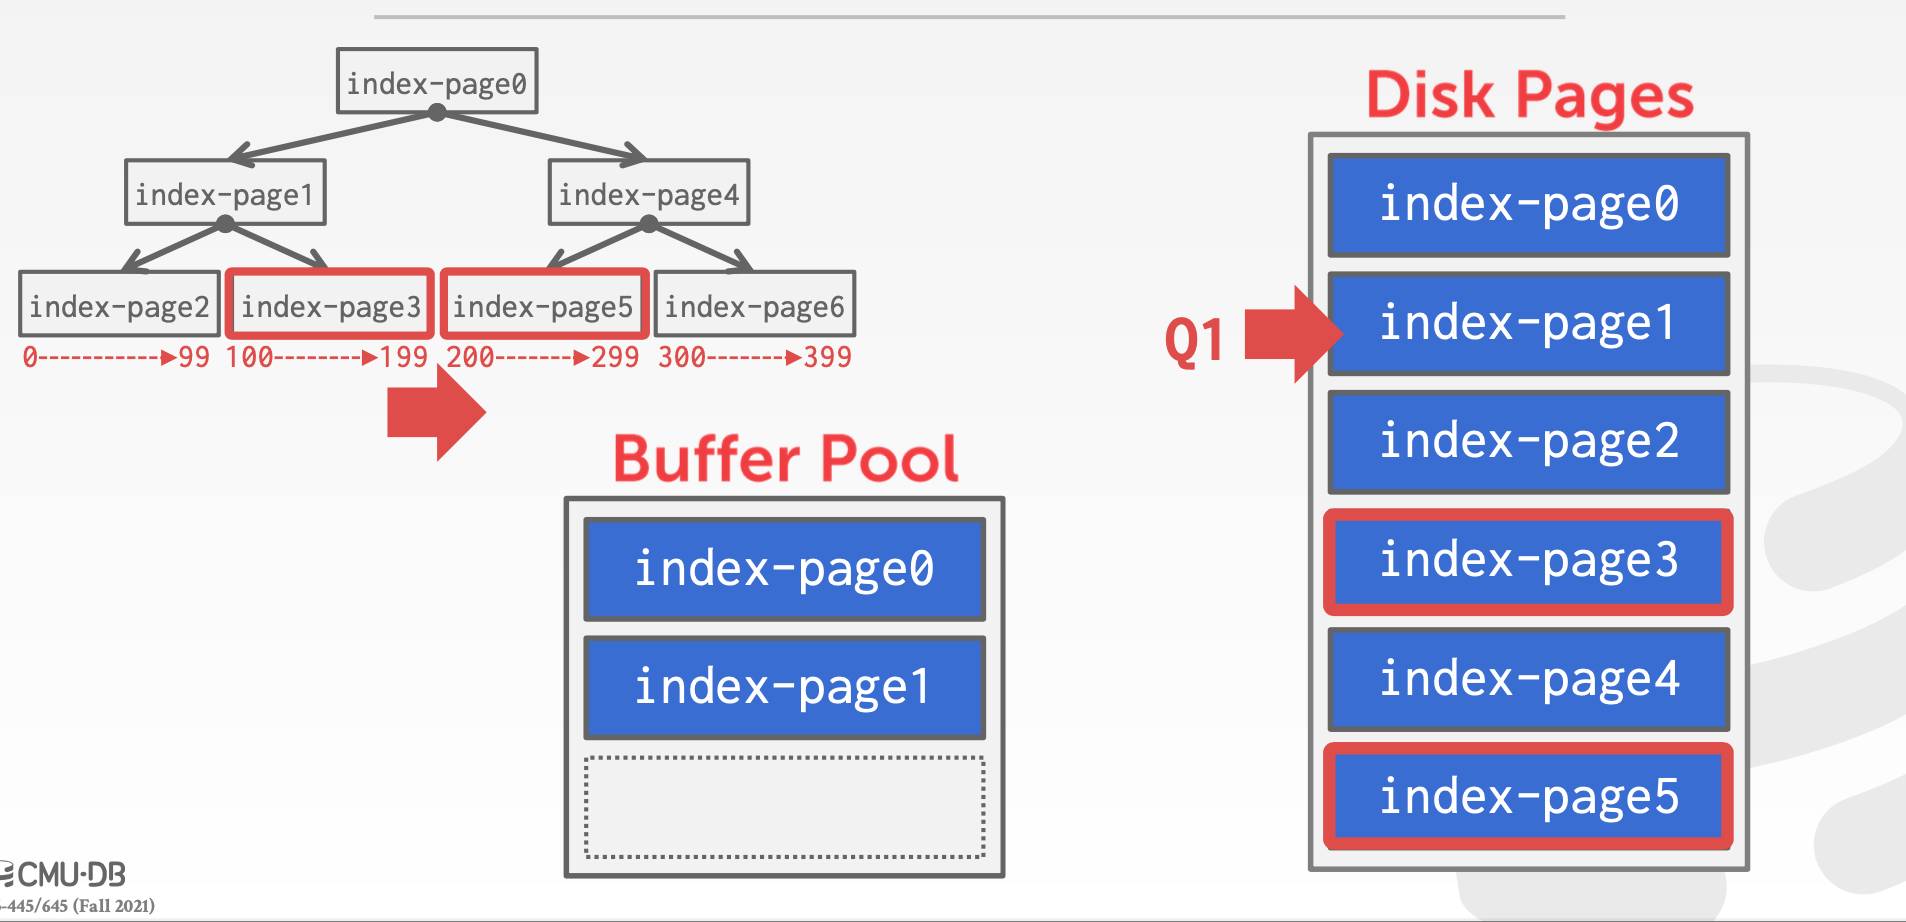 index-page0
index-page1
index-page4
index-page2
index-page3
index-page5
index-page6
0 99
100 199
200 299
300 399
Buffer Pool
index-page0
index-page1
Disk Pages
index-page0
Q1
index-page1
index-page2
index-page3
index-page4
index-page5
CMU·DB
-445/645 (Fall 2021)